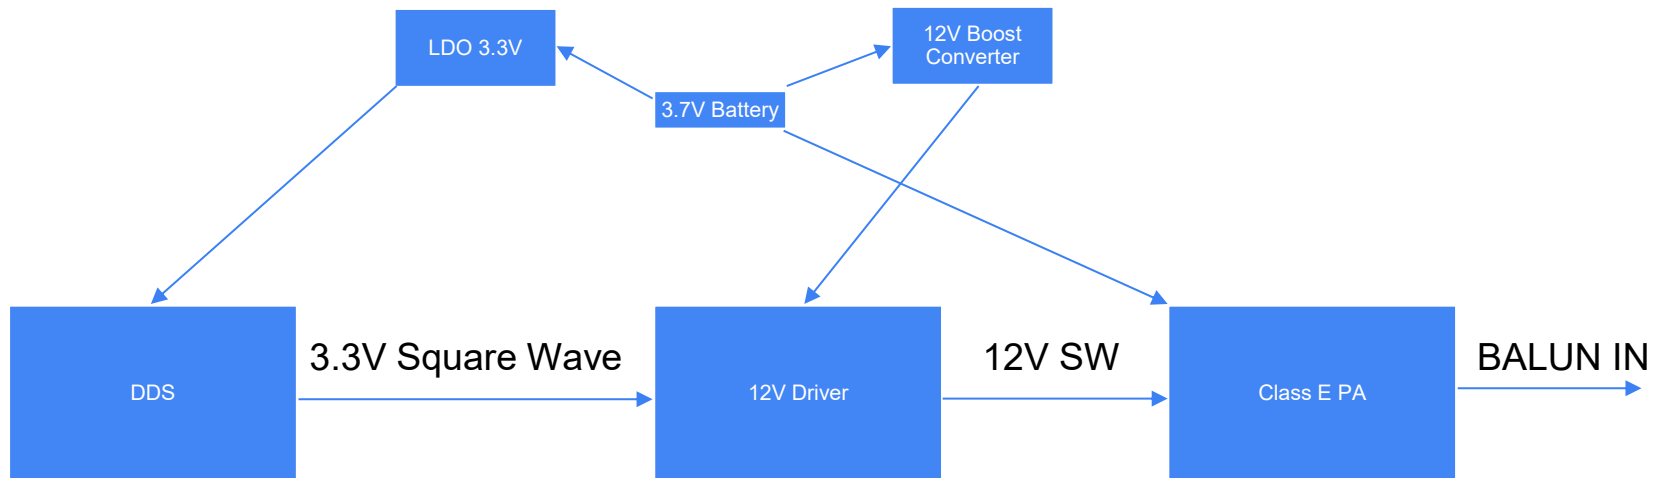 LDO 3.3V
12V Boost
Converter
3.7V Battery
3.3V Square Wave
12V SW
BALUN IN
DDS
12V Driver
Class E PA